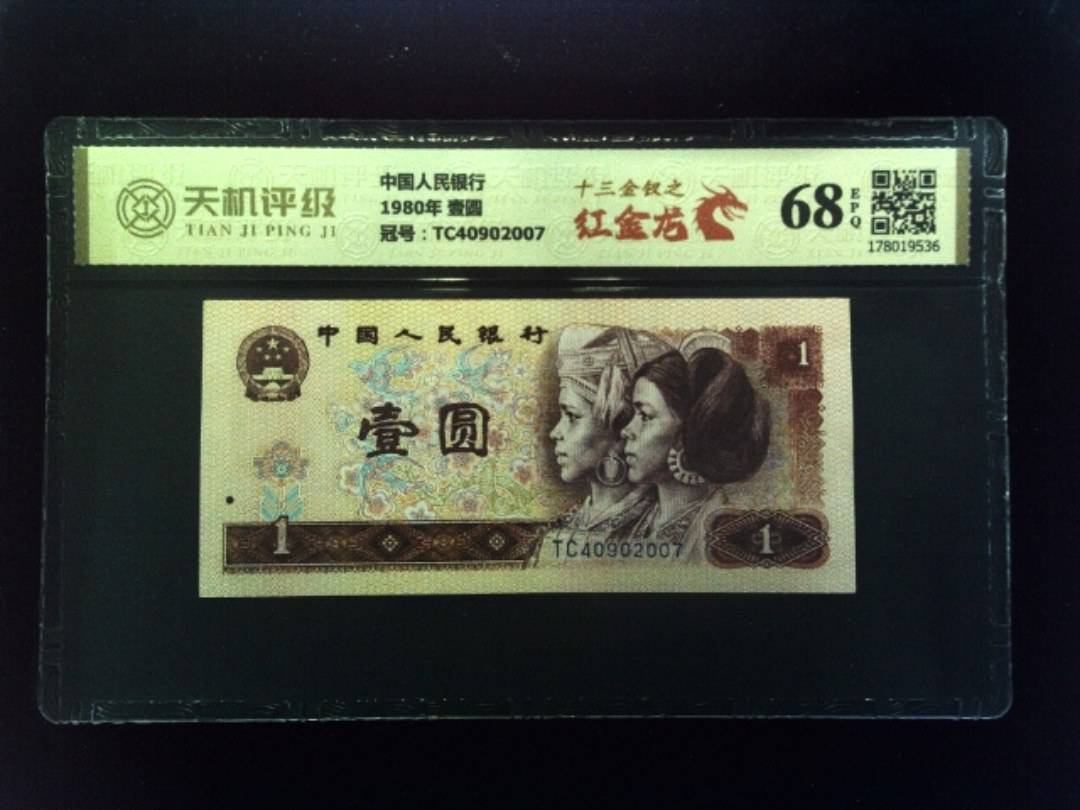 天机评级
TIAN JI PING JI
中国人民银行
1980年 壹圆
冠号：TC40902007
十三金钗之
红金龙
68
EPQ
178019536
中国人民银行
1
壹圆
1
TC40902007
1